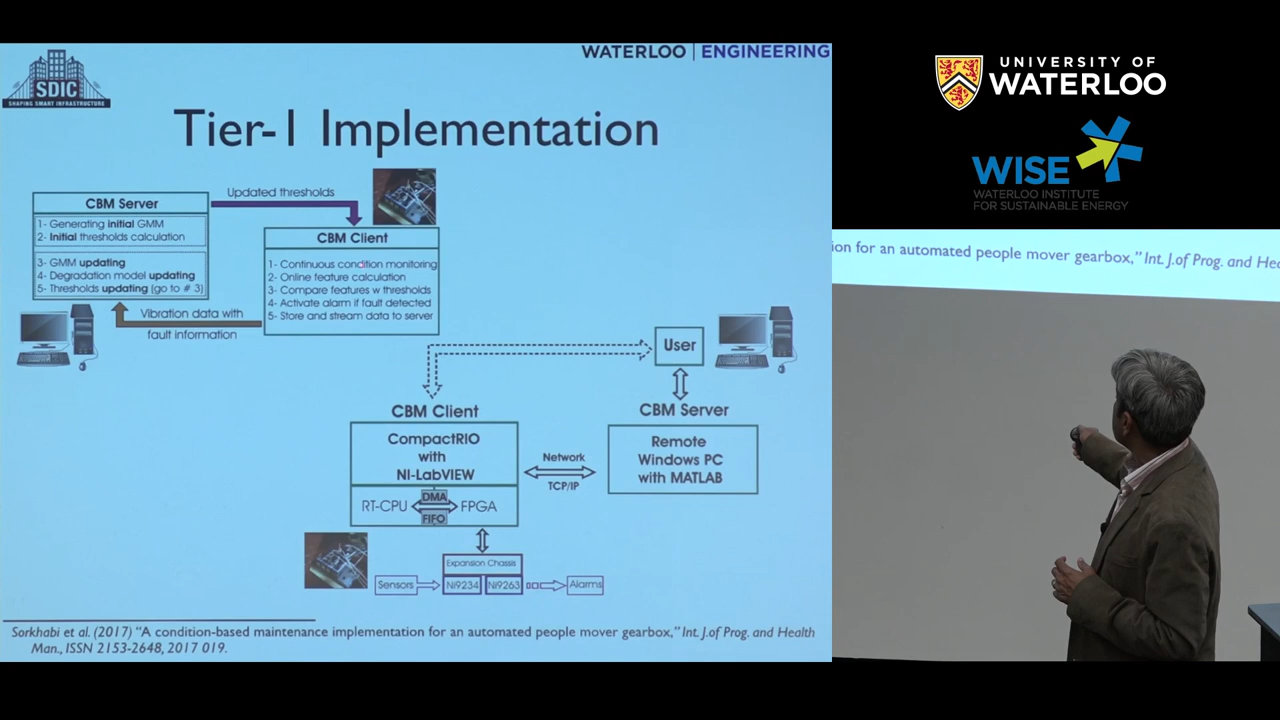 SDIC
SHAPING SMART INFRASTRUCTURE
WATERLOO | ENGINEERING
Tier-1 Implementation
CBM Server
1- Generating initial GMM
2- Initial thresholds calculation
3- GMM updating
4- Degradation model updating
5- Thresholds updating (go to # 3)
Updated thresholds
CBM Client
1- Continuous condition monitoring
2- Online feature calculation
3- Compare features w thresholds
4- Activate alarm if fault detected
5- Store and stream data to server
Vibration data with
fault information
User
CBM Client
CompactRIO
with
NI-LabVIEW
RT-CPU
DMA
FIFO
FPGA
Network
TCP/IP
CBM Server
Remote
Windows PC
with MATLAB
Expansion Chassis
Sensors
NI9234
NI9263
Alarms
Sorkhabi et al. (2017) “A condition-based maintenance implementation for an automated people mover gearbox,” Int. J.of Prog. and Health
Man., ISSN 2153-2648, 2017 019.
UNIVERSITY OF
WATERLOO
WISE
WATERLOO INSTITUTE
FOR SUSTAINABLE ENERGY
ion for an automated people mover gearbox,” Int. J.of Prog. and Hea